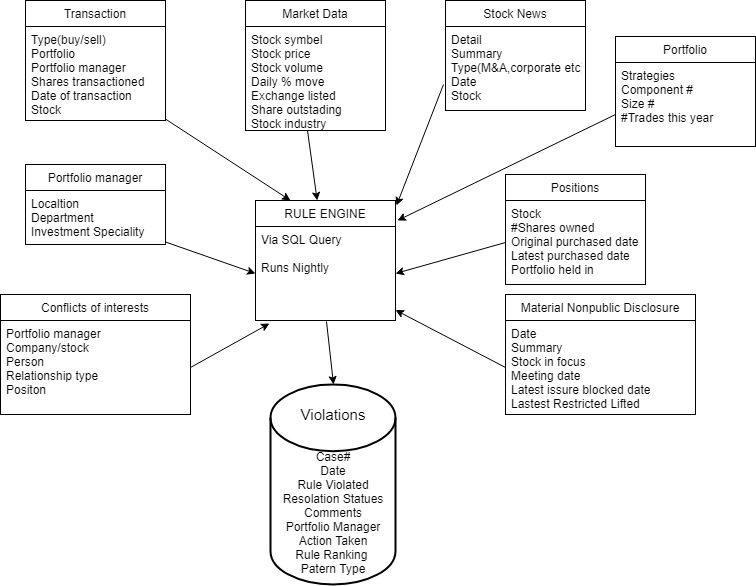 Transaction
Type(buy/sell)
Portfolio
Portfolio manager
Shares transactioned
Date of transaction
Stock
Market Data
Stock symbel
Stock price
Stock volume
Daily % move
Exchange listed
Share outstading
Stock industry
Stock News
Detail
Summary
Type(M&A,corporate etc
Date
Stock
Portfolio
Strategies
Component #
Size #
#Trades this year
Portfolio manager
Localtion
Department
Investment Speciality
RULE ENGINE
Via SQL Query
Runs Nightly
Positions
Stock
#Shares owned
Original purchased date
Latest purchased date
Portfolio held in
Conflicts of interests
Portfolio manager
Company/stock
Person
Relationship type
Positon
Material Nonpublic Disclosure
Date
Summary
Stock in focus
Meeting date
Latest issure blocked date
Lastest Restricted Lifted
Violations
Case#
Date
Rule Violated
Resolation Statues
Comments
Portfolio Manager
Action Taken
Rule Ranking
Patern Type